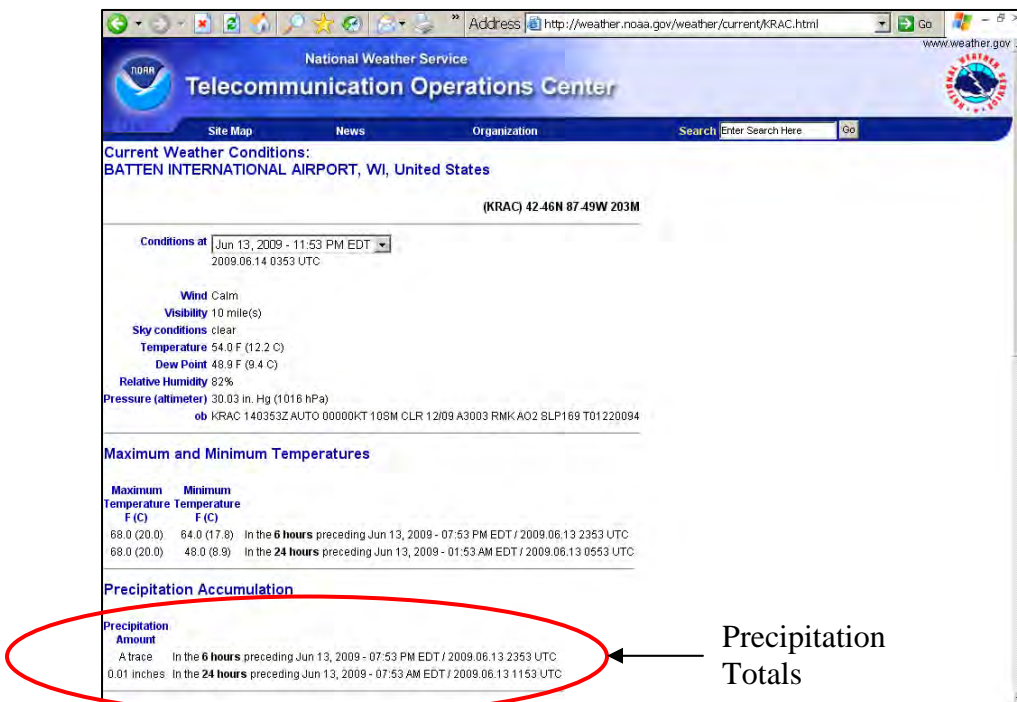 » Address http://weather.noaa.gov/weather/current/KRAC.html Go
www.weather.gov
NOAA
National Weather Service
Telecommunication Operations Center
Site Map News Organization Search Enter Search Here Go
Current Weather Conditions:
BATTEN INTERNATIONAL AIRPORT, WI, United States
(KRAC) 42-46N 87-49W 203M
Conditions at Jun 13, 2009 - 11:53 PM EDT
2009.06.14 0353 UTC
Wind Calm
Visibility 10 mile(s)
Sky conditions clear
Temperature 54.0 F (12.2 C)
Dew Point 48.9 F (9.4 C)
Relative Humidity 82%
Pressure (altimeter) 30.03 in. Hg (1016 hPa)
ob KRAC 140353Z AUTO 00000KT 10SM CLR 12/09 A3003 RMK AO2 SLP169 T01220094
Maximum and Minimum Temperatures
Maximum Minimum
Temperature Temperature
F (C) F (C)
68.0 (20.0) 64.0 (17.8) In the 6 hours preceding Jun 13, 2009 - 07:53 PM EDT / 2009.06.13 2353 UTC
68.0 (20.0) 48.0 (8.9) In the 24 hours preceding Jun 13, 2009 - 01:53 AM EDT / 2009.06.13 0553 UTC
Precipitation Accumulation
Precipitation
Amount
A trace In the 6 hours preceding Jun 13, 2009 - 07:53 PM EDT / 2009.06.13 2353 UTC
0.01 inches In the 24 hours preceding Jun 13, 2009 - 07:53 AM EDT / 2009.06.13 1153 UTC
Precipitation
Totals